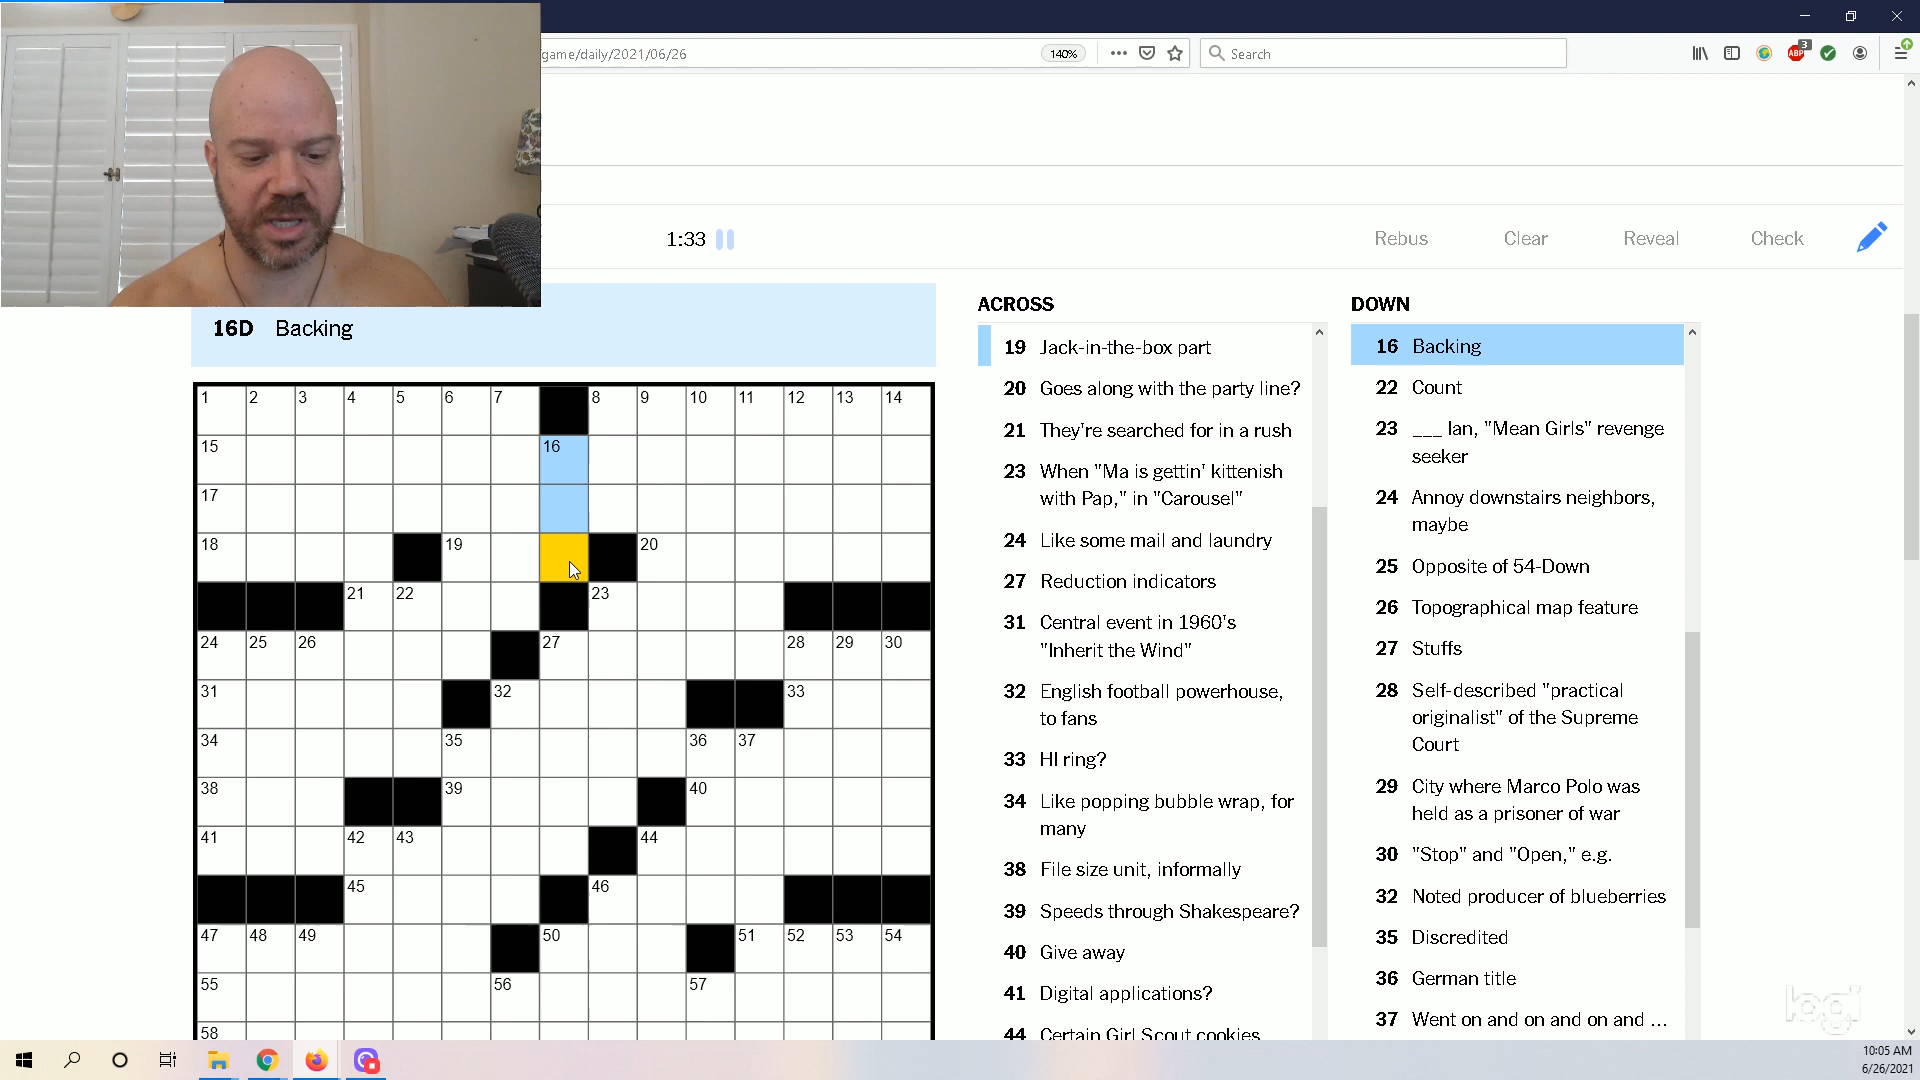 game/daily/2021/06/26
140%
Search
ABP
3
1:33
Rebus
Clear
Reveal
Check
16D Backing
ACROSS
19 Jack-in-the-box part
20 Goes along with the party line?
21 They're searched for in a rush
23 When "Ma is gettin' kittenish
with Pap," in "Carousel"
24 Like some mail and laundry
27 Reduction indicators
31 Central event in 1960's
"Inherit the Wind"
32 English football powerhouse,
to fans
33 HI ring?
34 Like popping bubble wrap, for
many
38 File size unit, informally
39 Speeds through Shakespeare?
40 Give away
41 Digital applications?
44 Certain Girl Scout cookies
DOWN
16 Backing
22 Count
23 ___ Ian, "Mean Girls" revenge
seeker
24 Annoy downstairs neighbors,
maybe
25 Opposite of 54-Down
26 Topographical map feature
27 Stuffs
28 Self-described "practical
originalist" of the Supreme
Court
29 City where Marco Polo was
held as a prisoner of war
30 "Stop" and "Open," e.g.
32 Noted producer of blueberries
35 Discredited
36 German title
37 Went on and on and on and ...
1 2 3 4 5 6 7 8 9 10 11 12 13 14
15 16
17
18 19 20
21 22 23
24 25 26 27 28 29 30
31 32 33
34 35 36 37
38 39 40
41 42 43 44
45 46
47 48 49 50 51 52 53 54
55 56 57
58
logi
10:05 AM
6/26/2021